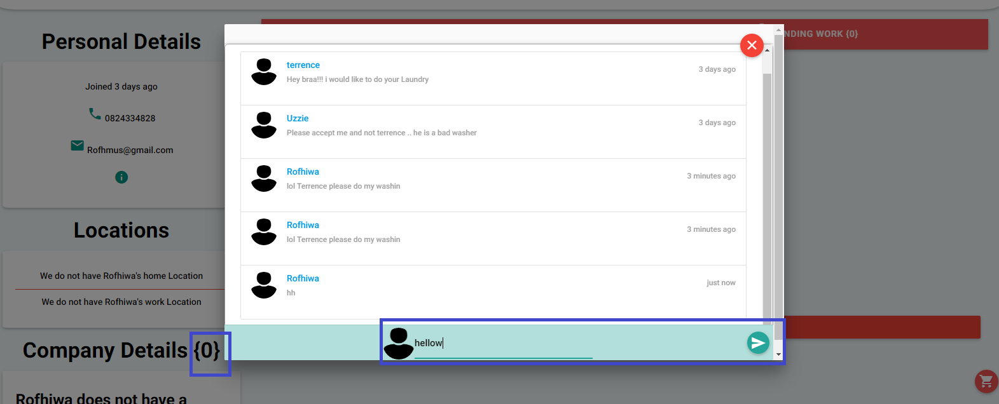 Personal Details
Joined 3 days ago
0824334828
Rofhmus@gmail.com
Locations
We do not have Rofhiwa's home Location
We do not have Rofhiwa's work Location
Company Details {0}
Rofhiwa does not have a
WORK {0}
terrence
3 days ago
Hey braa!!! i would like to do your Laundry
Uzzie
3 days ago
Please accept me and not terrence .. he is a bad washer
Rofhiwa
3 minutes ago
lol Terrence please do my washin
Rofhiwa
3 minutes ago
lol Terrence please do my washin
Rofhiwa
just now
hh
hellow